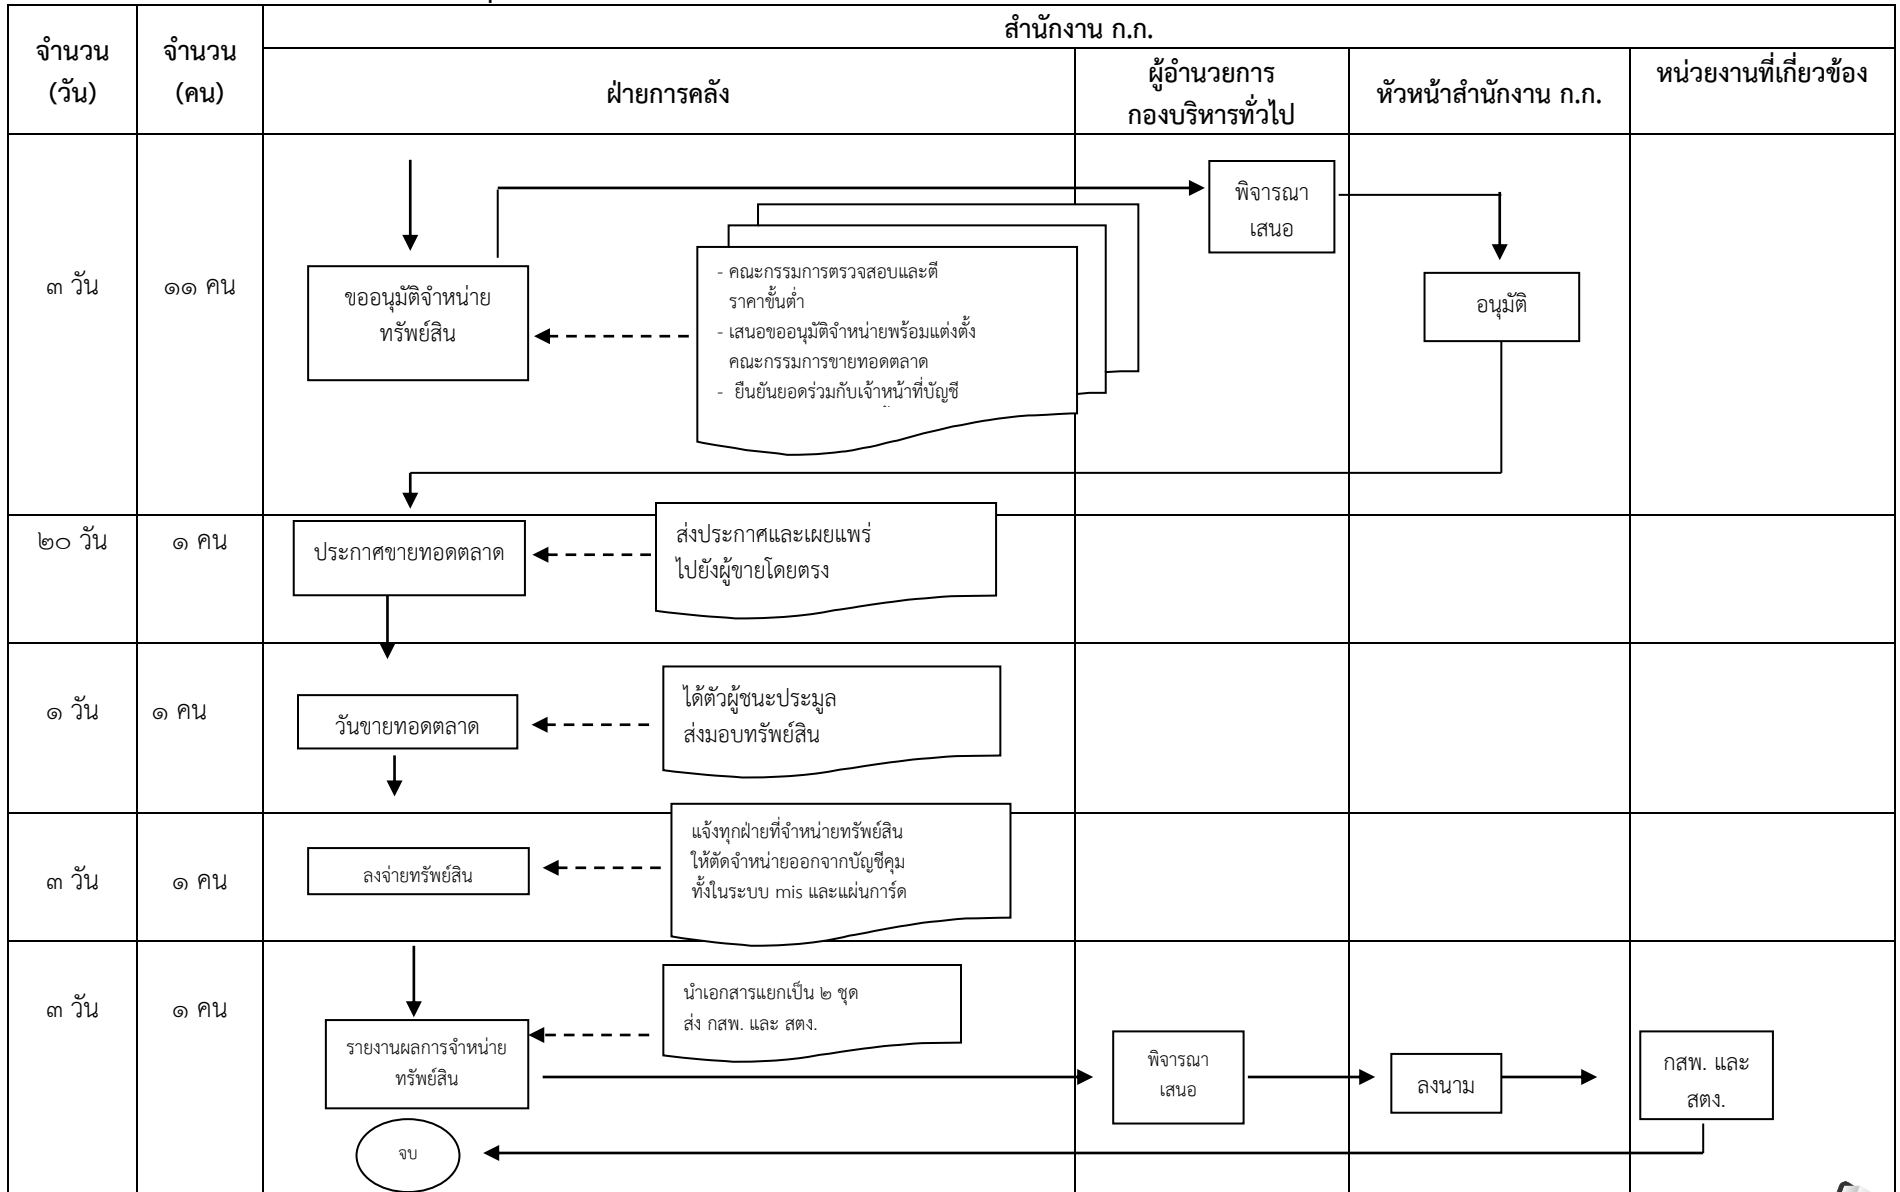 สำนักงาน ก.ก.
จำนวน
(วัน)
จำนวน
(คน)
ฝ่ายการคลัง
ผู้อำนวยการ
กองบริหารทั่วไป
หัวหน้าสำนักงาน ก.ก.
หน่วยงานที่เกี่ยวข้อง
๓ วัน
๑๑ คน
ขออนุมัติจำหน่าย
ทรัพย์สิน
- คณะกรรมการตรวจสอบและตี
ราคาขั้นต่ำ
- เสนอขออนุมัติจำหน่ายพร้อมแต่งตั้ง
คณะกรรมการขายทอดตลาด
- ยืนยันยอดร่วมกับเจ้าหน้าที่บัญชี
พิจารณา
เสนอ
อนุมัติ
๒๐ วัน
๑ คน
ประกาศขายทอดตลาด
ส่งประกาศและเผยแพร่
ไปยังผู้ขายโดยตรง
๑ วัน
๑ คน
วันขายทอดตลาด
ได้ตัวผู้ชนะประมูล
ส่งมอบทรัพย์สิน
๓ วัน
๑ คน
ลงจ่ายทรัพย์สิน
แจ้งทุกฝ่ายที่จำหน่ายทรัพย์สิน
ให้ตัดจำหน่ายออกจากบัญชีคุม
ทั้งในระบบ mis และแผ่นการ์ด
๓ วัน
๑ คน
รายงานผลการจำหน่าย
ทรัพย์สิน
นำเอกสารแยกเป็น ๒ ชุด
ส่ง กสพ. และ สตง.
พิจารณา
เสนอ
ลงนาม
กสพ. และ
สตง.
จบ